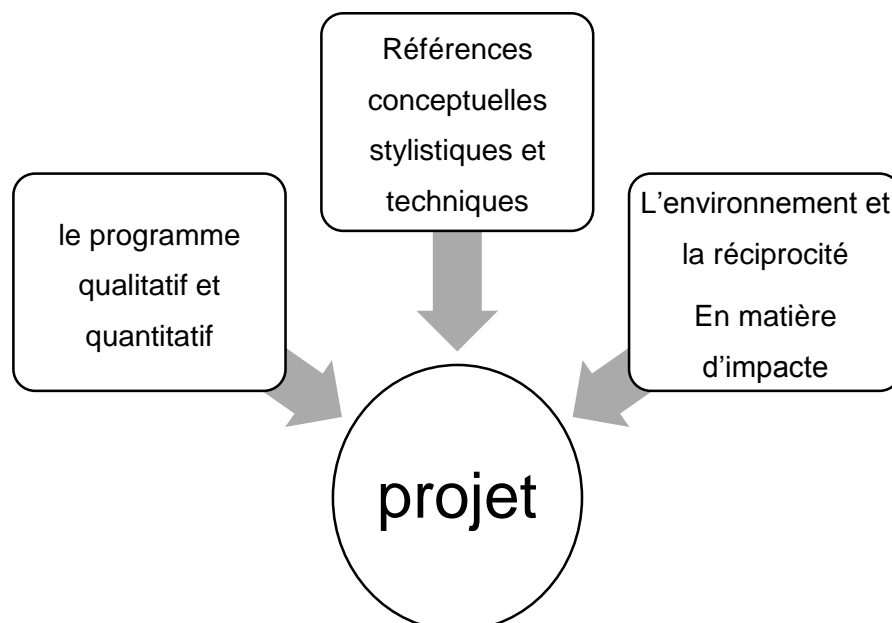 Références
conceptuelles
stylistiques et
techniques
le programme
qualitatif et
quantitatif
L’environnement et
la réciprocité
En matière
d’impacte
projet